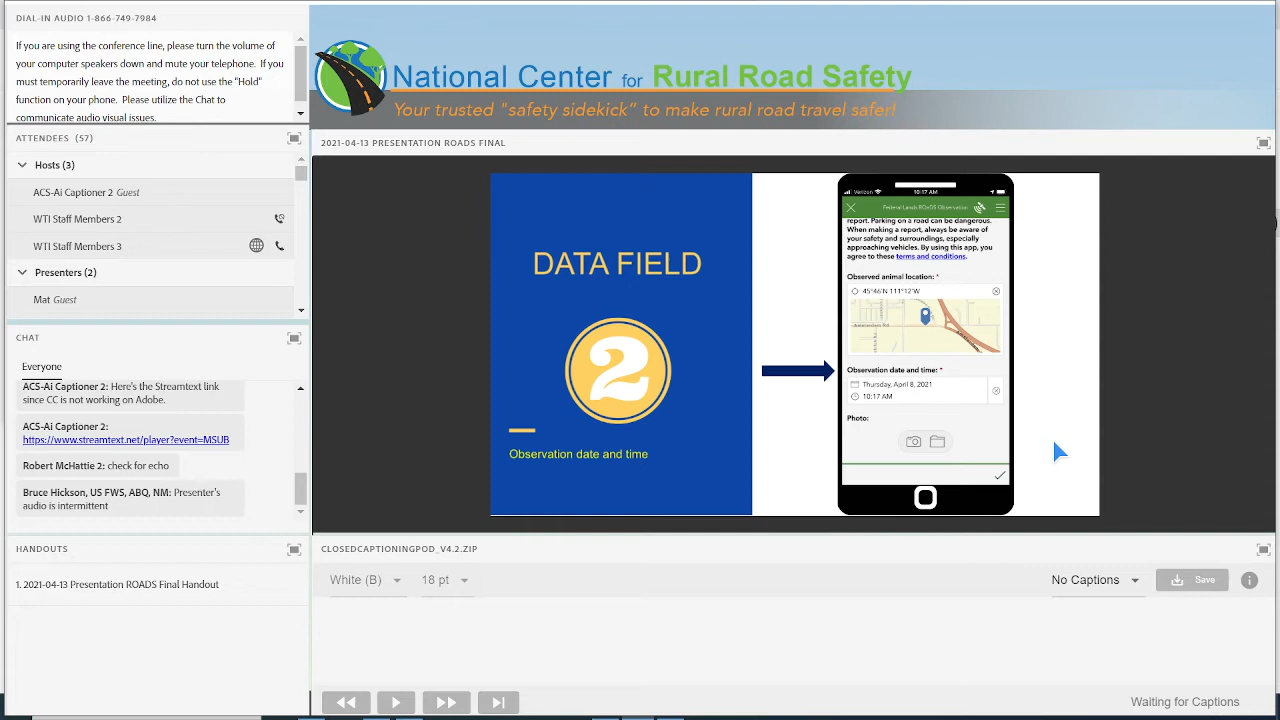 DIAL-IN AUDIO 1-866-749-7984
If you are using the conference line, please turn the volume of
your computer speakers down and mute your telephone. If you
must temporarily leave the meeting, do not use the “Hold”
function on your phone. Please utilize the Chat to
communicate.
ATTENDEES (57)
Hosts (3)
ACS-Ai Captioner 2 Guest
WTI Staff Members 2
WTI Staff Members 3
Presenters (2)
Mat Guest
CHAT
Everyone
ACS-Ai Captioner 2: Here's the Streamtext link
since CC is not working on Adobe.
ACS-Ai Captioner 2:
https://www.streamtext.net/player?event=MSUB
Robert McHattie 2: check for echo
Bruce Hickson, US FWS, ABQ, NM: Presenter's
audio is intermittent
HANDOUTS
1. 2021-04-13 Presentation ROADS Final Handout
National Center for Rural Road Safety
Your trusted "safety sidekick” to make rural road travel safer!
2021-04-13 PRESENTATION ROADS FINAL
DATA FIELD
2
Observation date and time
Verizon
10:17 AM
Federal Lands ROaDS Observation
report. Parking on a road can be dangerous.
When making a report, always be aware of
your safety and surroundings, especially
approaching vehicles. By using this app, you
agree to these terms and conditions.
Observed animal location: *
45°46'N 111°12'W
Amsterdam Rd
Observation date and time: *
Thursday, April 8, 2021
10:17 AM
Photo:
CLOSEDCAPTIONINGPOD_V4.2.ZIP
White (B)
18 pt
No Captions
Save
Waiting for Captions